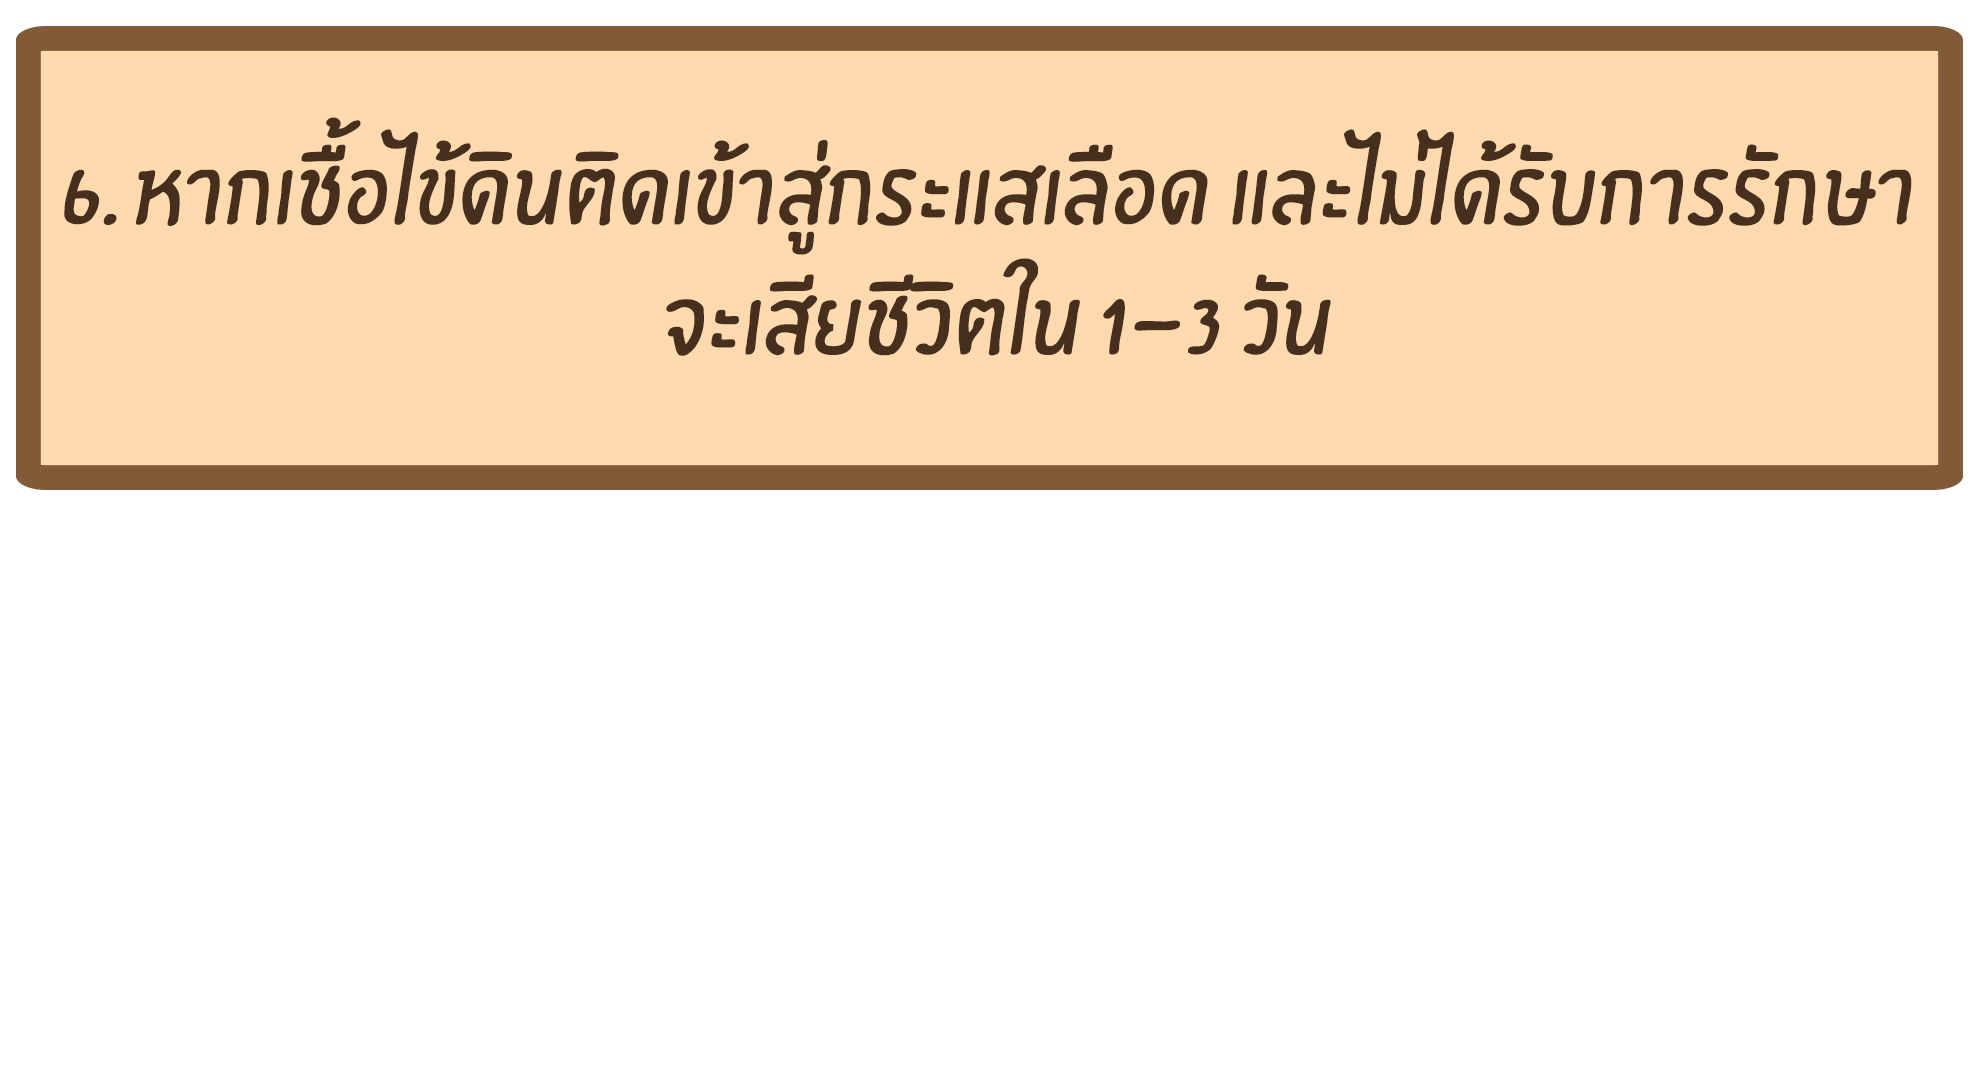 6. หากเชื้อไข้ดินติดเข้าสู่กระแสเลือด และไม่ได้รับการรักษา
จะเสียชีวิตใน 1-3 วัน